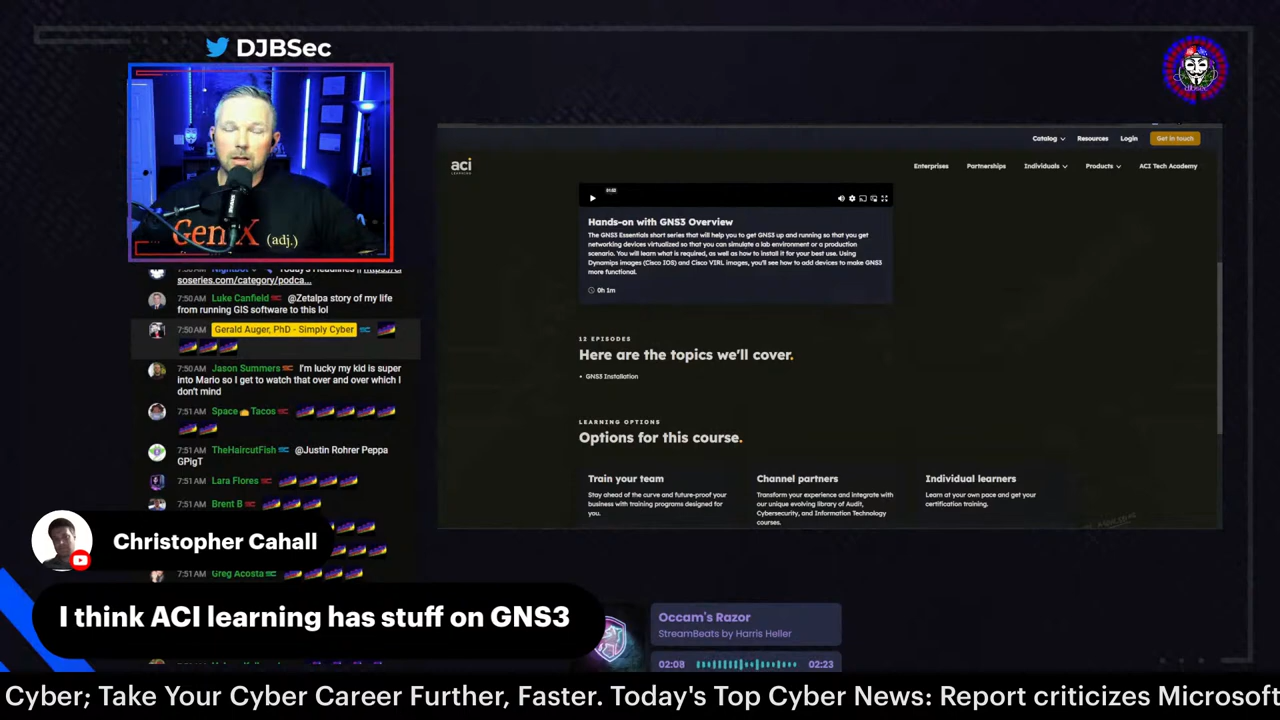 DJBSec
Gen X (adj.)
Today's Headlines || https://ci
soseries.com/category/podca...
7:50 AM Luke Canfield @Zetalpa story of my life
from running GIS software to this lol
7:50 AM Gerald Auger, PhD - Simply Cyber
7:50 AM Jason Summers I'm lucky my kid is super
into Mario so I get to watch that over and over which I
don't mind
7:51 AM Space Tacos
7:51 AM TheHaircutFish @Justin Rohrer Peppa
GPigT
7:51 AM Lara Flores
7:51 AM Brent B
7:51 AM Greg Acosta
Christopher Cahall
I think ACI learning has stuff on GNS3
Catalog Resources Login Get in touch
aci
LEARNING
Enterprises Partnerships Individuals Products ACI Tech Academy
Hands-on with GNS3 Overview
The GNS3 Essentials short series that will help you to get GNS3 up and running so that you get
networking devices virtualized so that you can simulate a lab environment or a production
scenario. You will learn what is required, as well as how to install it for your best use. Using
Dynamips images (Cisco IOS) and Cisco VIRL images, you'll see how to add devices to make GNS3
more functional.
0h 1m
12 EPISODES
Here are the topics we'll cover.
• GNS3 Installation
LEARNING OPTIONS
Options for this course.
Train your team
Stay ahead of the curve and future-proof your
business with training programs designed for
you.
Channel partners
Transform your experience and integrate with
our unique evolving library of Audit,
Cybersecurity, and Information Technology
courses.
Individual learners
Learn at your own pace and get your
certification training.
Occam's Razor
StreamBeats by Harris Heller
02:08 02:23
Cyber; Take Your Cyber Career Further, Faster. Today's Top Cyber News: Report criticizes Microsoft